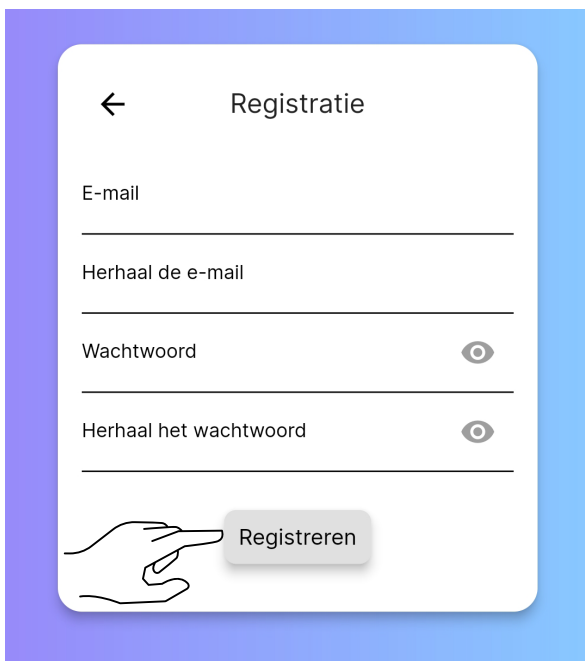 Registratie
E-mail
Herhaal de e-mail
Wachtwoord
Herhaal het wachtwoord
Registreren